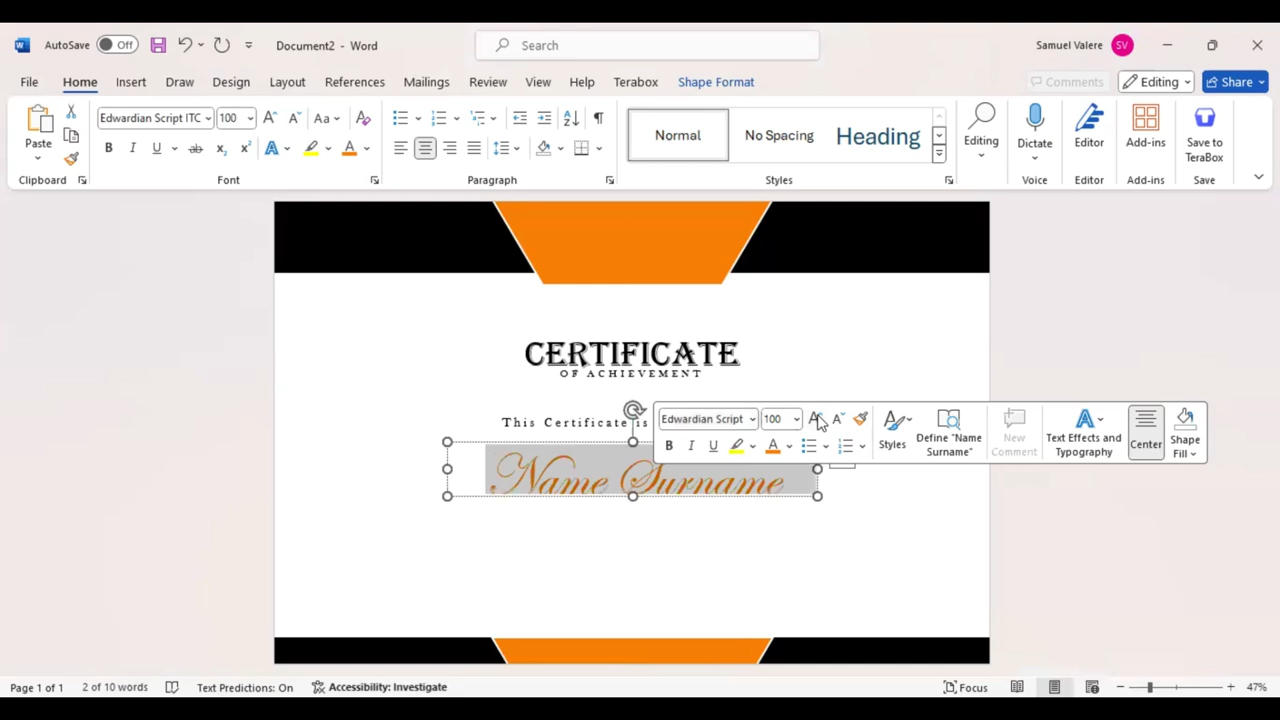 AutoSave Off Document2 - Word Search Samuel Valere SV
File Home Insert Draw Design Layout References Mailings Review View Help Terabox Shape Format Comments Editing Share
Paste
Clipboard
Edwardian Script ITC 100
Font
Paragraph
Normal No Spacing Heading
Styles
Editing
Dictate
Voice
Editor
Editor
Add-ins
Add-ins
Save to
TeraBox
Save
CERTIFICATE
OF ACHIEVEMENT
This Certificate is
Name Surname
Edwardian Script 100
Styles
Define "Name
Surname"
New
Comment
Text Effects and
Typography
Center
Shape
Fill
Page 1 of 1 2 of 10 words Text Predictions: On Accessibility: Investigate Focus 47%